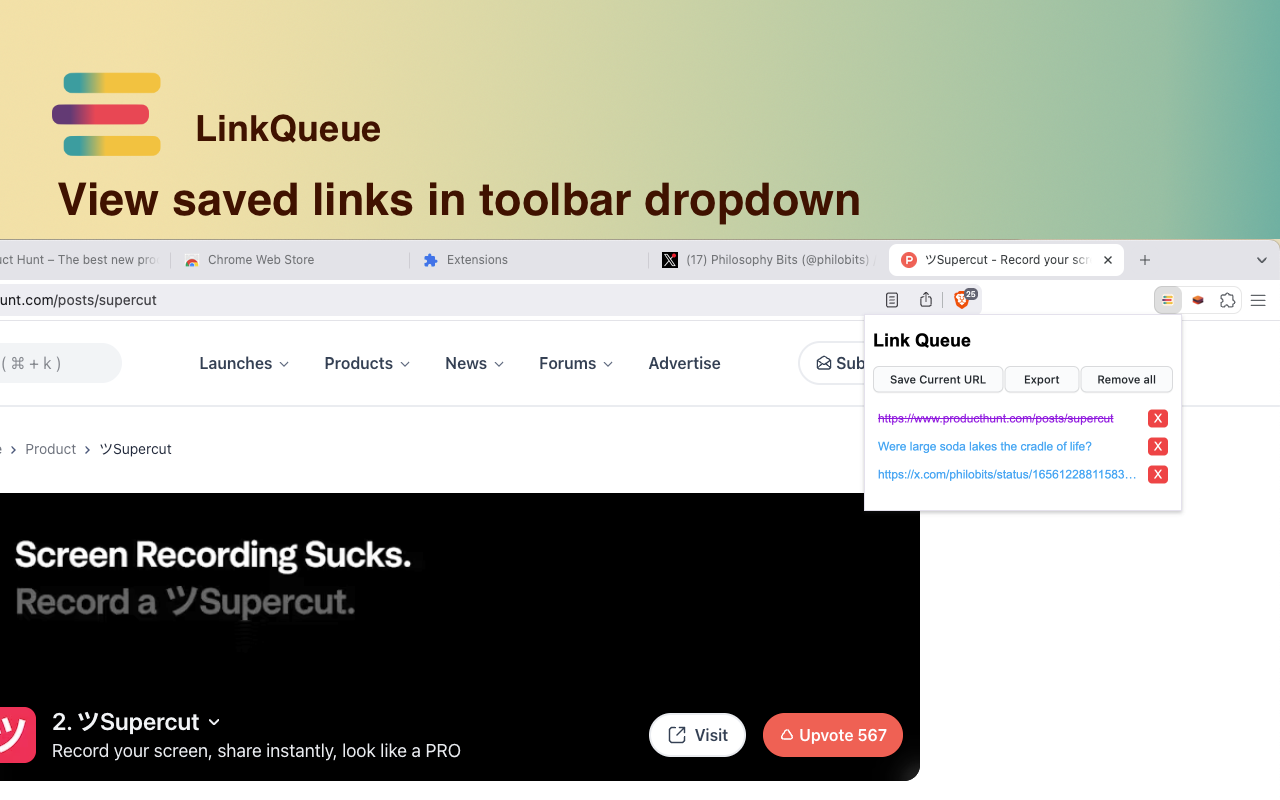 LinkQueue
View saved links in toolbar dropdown
uct Hunt – The best new pro
Chrome Web Store
Extensions
(17) Philosophy Bits (@philobits) /
ツSupercut - Record your scr
hunt.com/posts/supercut
25
Link Queue
Save Current URL Export Remove all
https://www.producthunt.com/posts/supercut X
Were large soda lakes the cradle of life? X
https://x.com/philobits/status/16561228811583… X
( ⌘ + k )
Launches Products News Forums Advertise Sub
e > Product > ツSupercut
Screen Recording Sucks.
Record a ツSupercut.
2. ツSupercut
Record your screen, share instantly, look like a PRO
Visit
Upvote 567